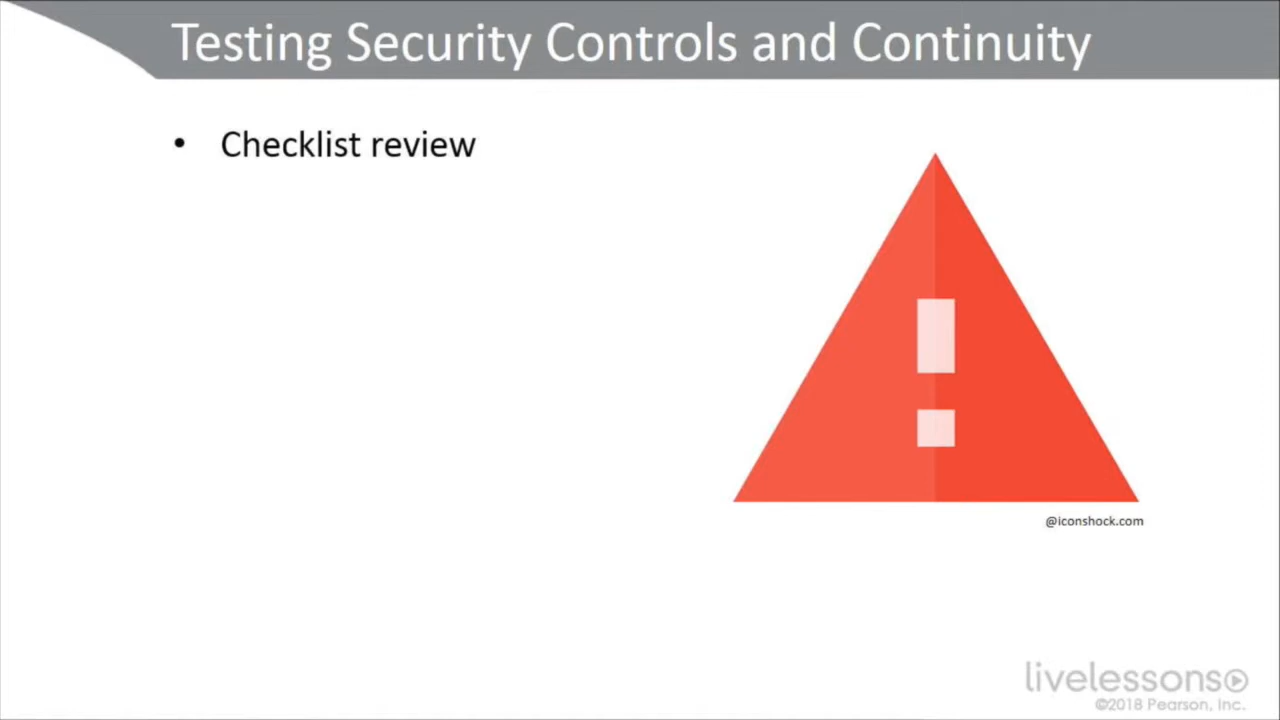 Testing Security Controls and Continuity
• Checklist review
@iconshock.com
livelessons
©2018 Pearson, Inc.